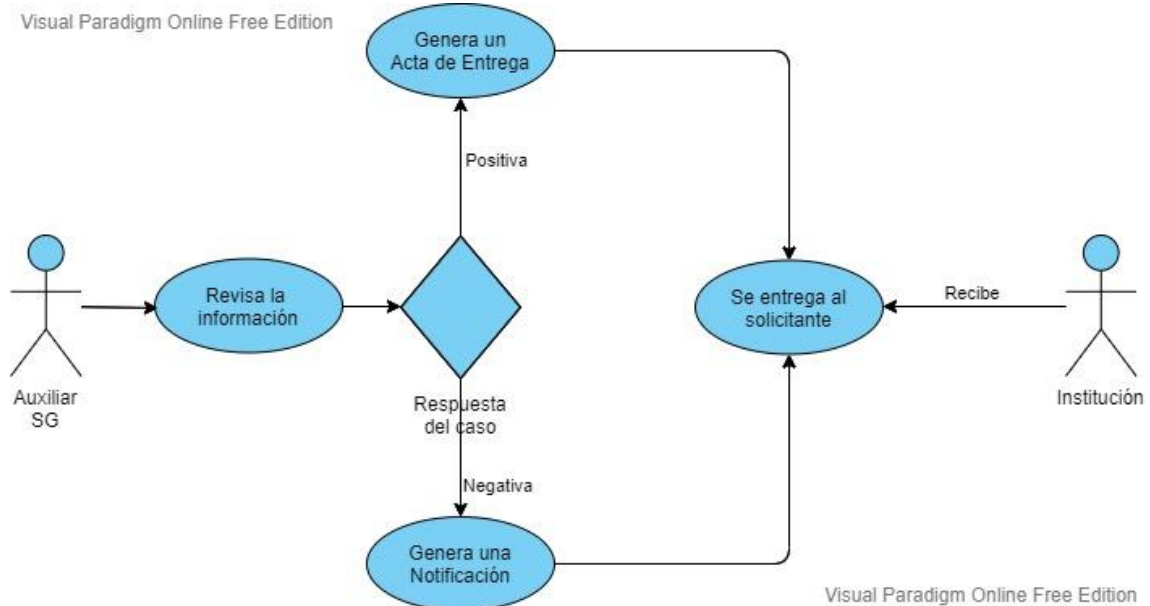 Visual Paradigm Online Free Edition
Genera un
Acta de Entrega
Positiva
Auxiliar
SG
Revisa la
información
Respuesta
del caso
Negativa
Genera una
Notificación
Se entrega al
solicitante
Recibe
Institución
Visual Paradigm Online Free Edition